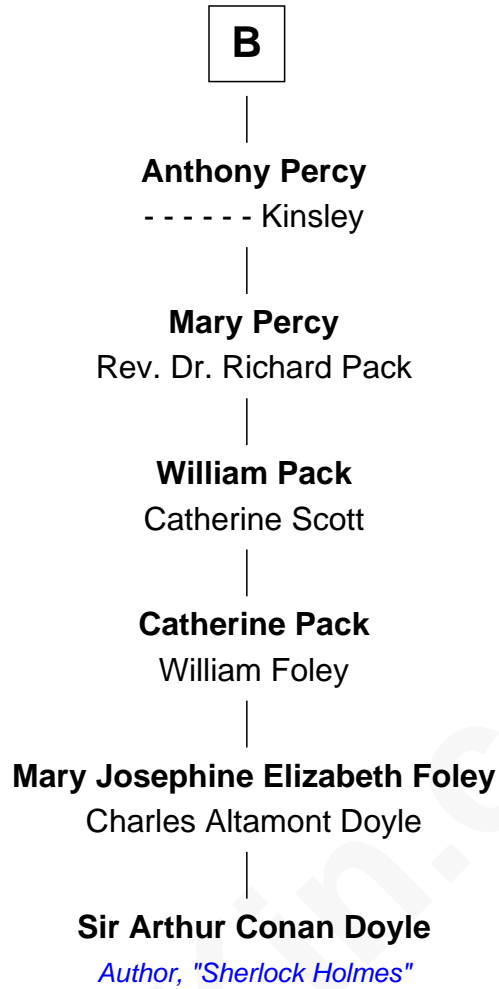 B
Anthony Percy
- - - - - - Kinsley
Mary Percy
Rev. Dr. Richard Pack
William Pack
Catherine Scott
Catherine Pack
William Foley
Mary Josephine Elizabeth Foley
Charles Altamont Doyle
Sir Arthur Conan Doyle
Author, "Sherlock Holmes"